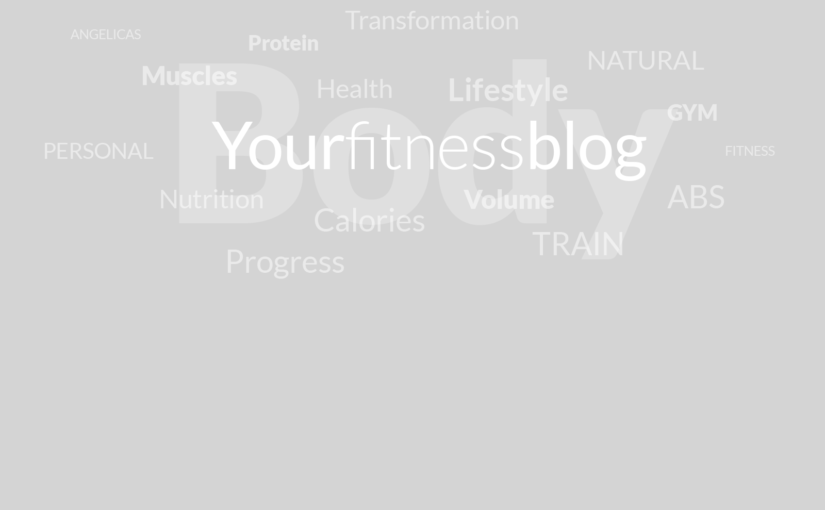 Transformation
ANGELICAS
Protein
NATURAL
Muscles
Health
Lifestyle
GYM
Body
Yourfitnessblog
PERSONAL
FITNESS
Nutrition
Volume
ABS
Calories
TRAIN
Progress